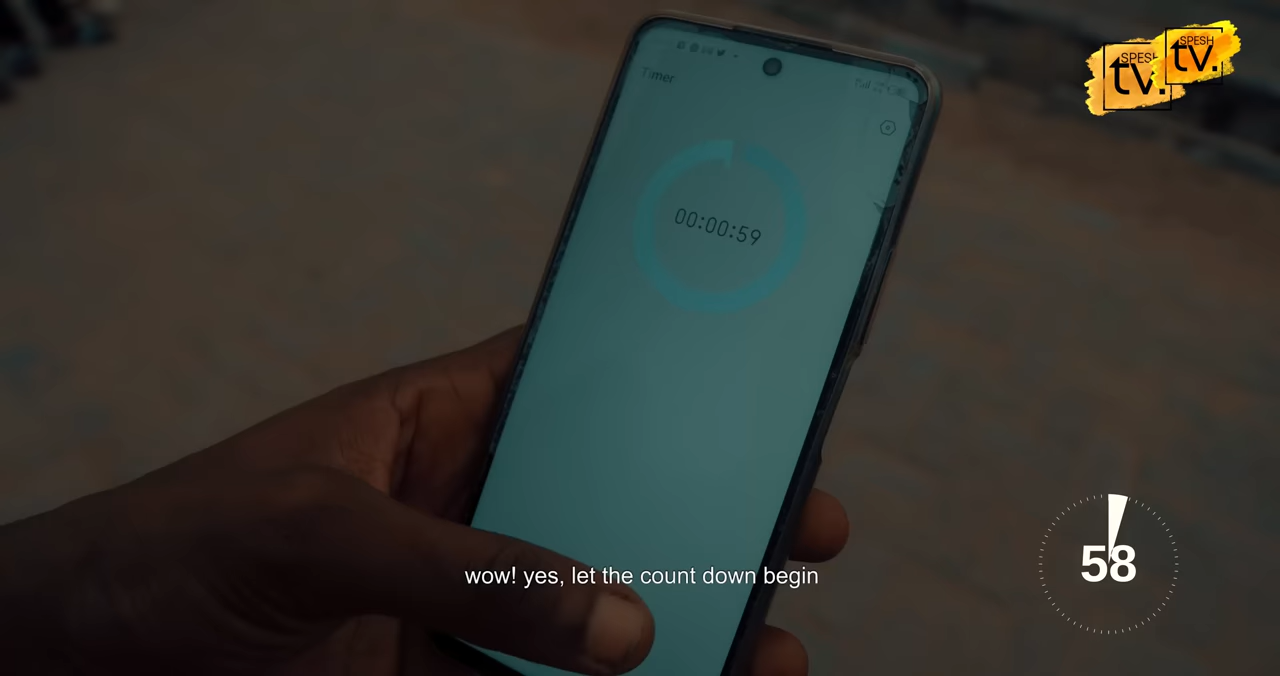 SPESH
tv.
SPESH
tv.
Timer
00:00:59
58
wow! yes, let the count down begin